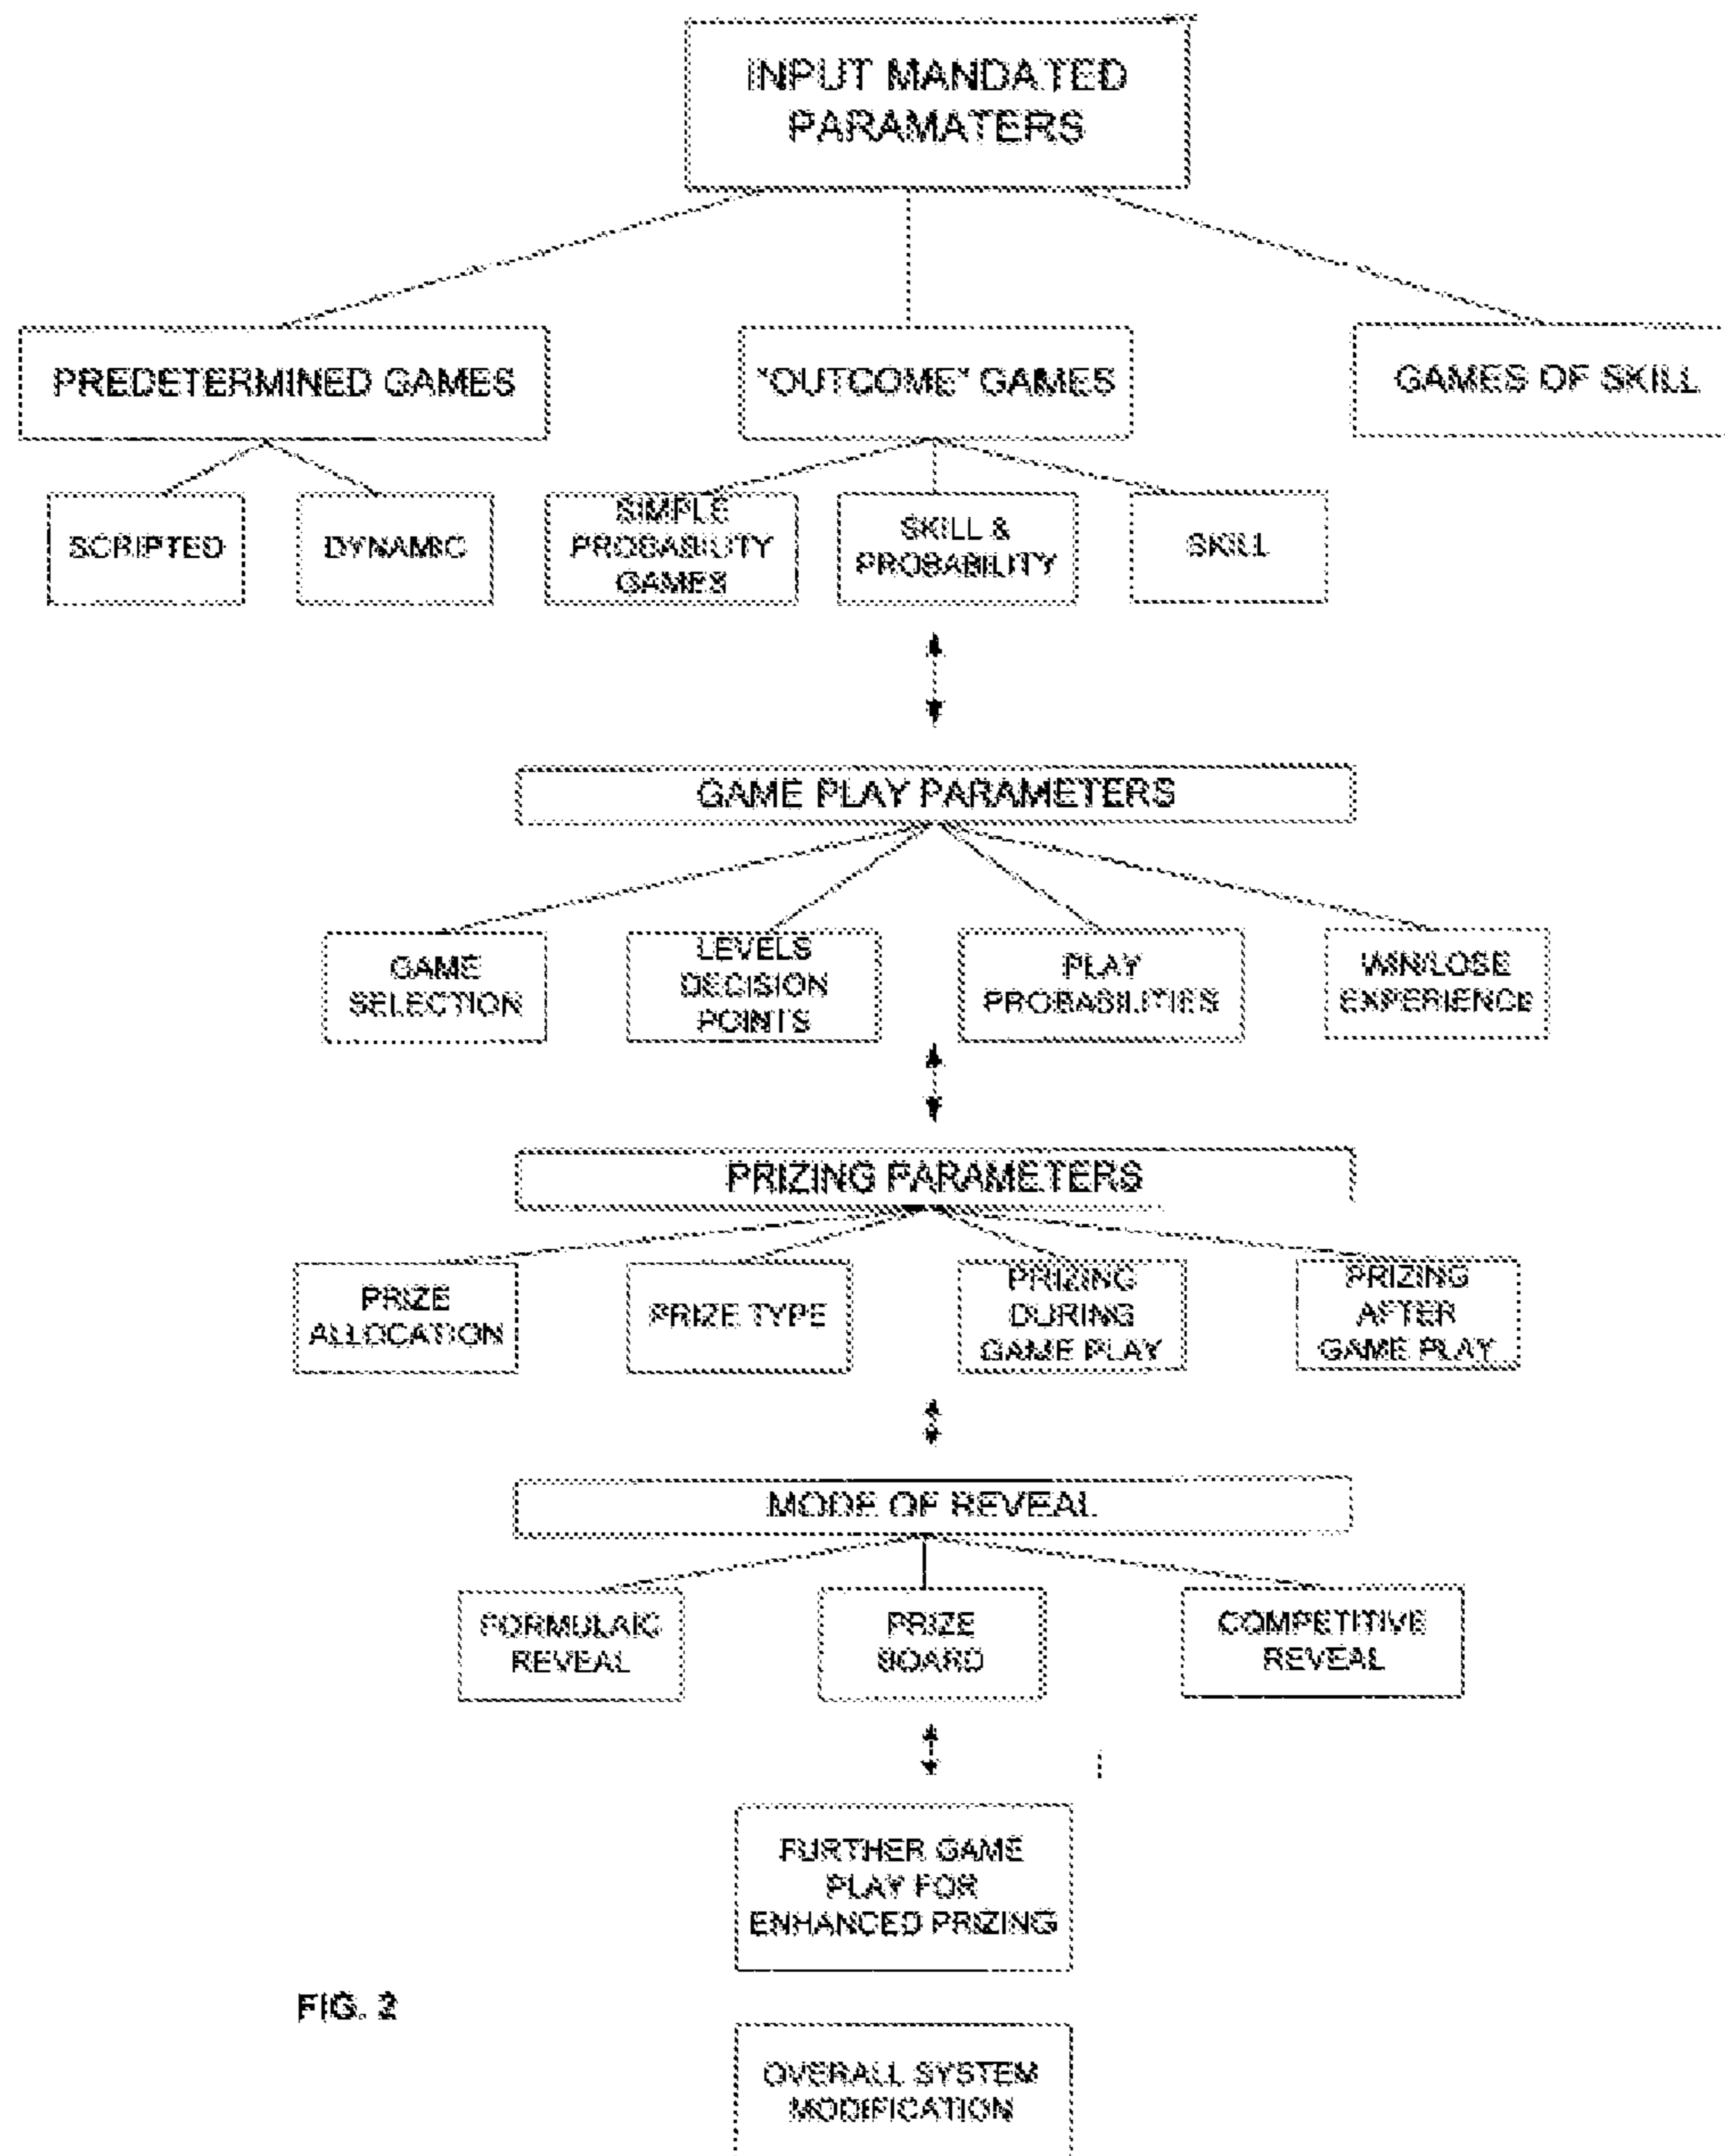 INPUT MANDATED
PARAMATERS
PREDETERMINED GAMES
"OUTCOME" GAMES
GAMES OF SKILL
SCRIPTED
DYNAMIC
SIMPLE
PROBABILITY
GAMES
SKILL &
PROBABILITY
SKILL
GAME PLAY PARAMETERS
GAME
SELECTION
LEVELS
DECISION
POINTS
PLAY
PROBABILITIES
WIN/LOSE
EXPERIENCE
PRIZING PARAMETERS
PRIZE
ALLOCATION
PRIZE TYPE
PRIZING
DURING
GAME PLAY
PRIZING
AFTER
GAME PLAY
MODE OF REVEAL
FORMULAIC
REVEAL
PRIZE
BOARD
COMPETITIVE
REVEAL
FURTHER GAME
PLAY FOR
ENHANCED PRIZING
FIG. 2
OVERALL SYSTEM
MODIFICATION